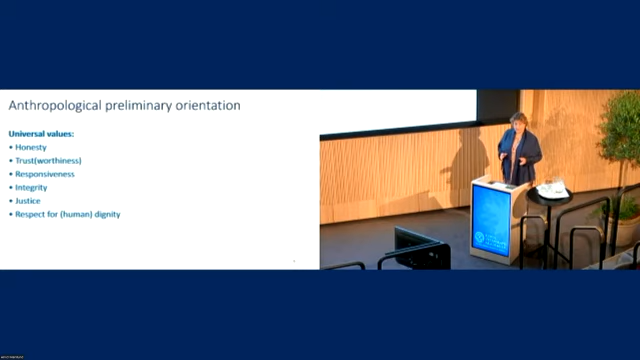 Anthropological preliminary orientation
Universal values:
• Honesty
• Trust(worthiness)
• Responsiveness
• Integrity
• Justice
• Respect for (human) dignity